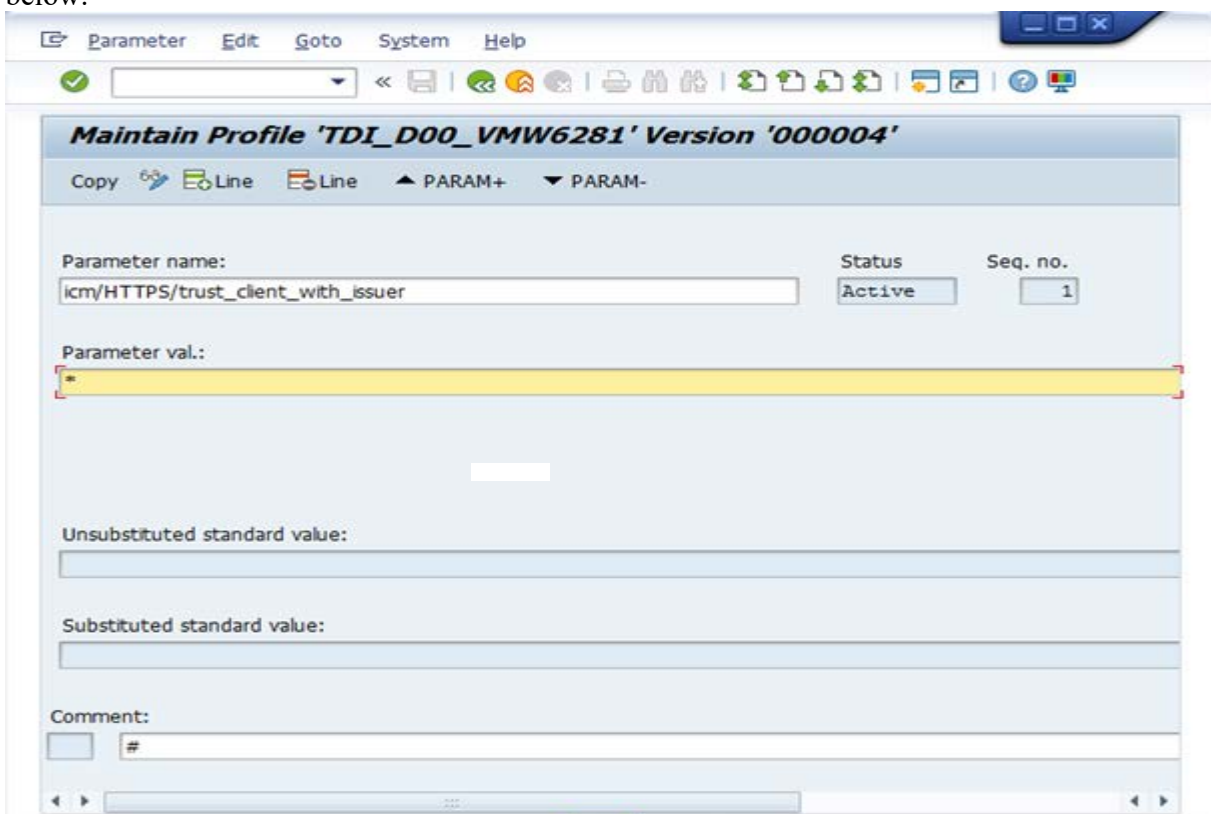 below.
Parameter Edit Goto System Help
Maintain Profile 'TDI_D00_VMW6281' Version '000004'
Copy Line Line PARAM+ PARAM-
Parameter name: Status Seq. no.
icm/HTTPS/trust_client_with_issuer Active 1
Parameter val.:
*
Unsubstituted standard value:
Substituted standard value:
Comment:
#